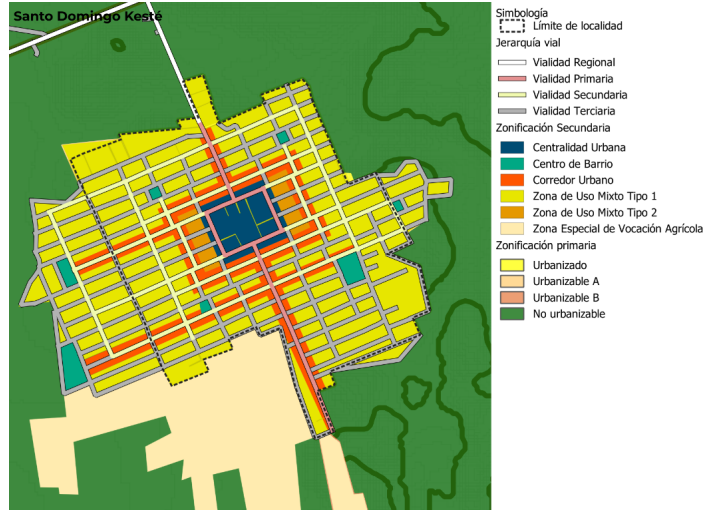 Santo Domingo Kesté
Simbología
Límite de localidad
Jerarquía vial
Vialidad Regional
Vialidad Primaria
Vialidad Secundaria
Vialidad Terciaria
Zonificación Secundaria
Centralidad Urbana
Centro de Barrio
Corredor Urbano
Zona de Uso Mixto Tipo 1
Zona de Uso Mixto Tipo 2
Zona Especial de Vocación Agrícola
Zonificación primaria
Urbanizado
Urbanizable A
Urbanizable B
No urbanizable